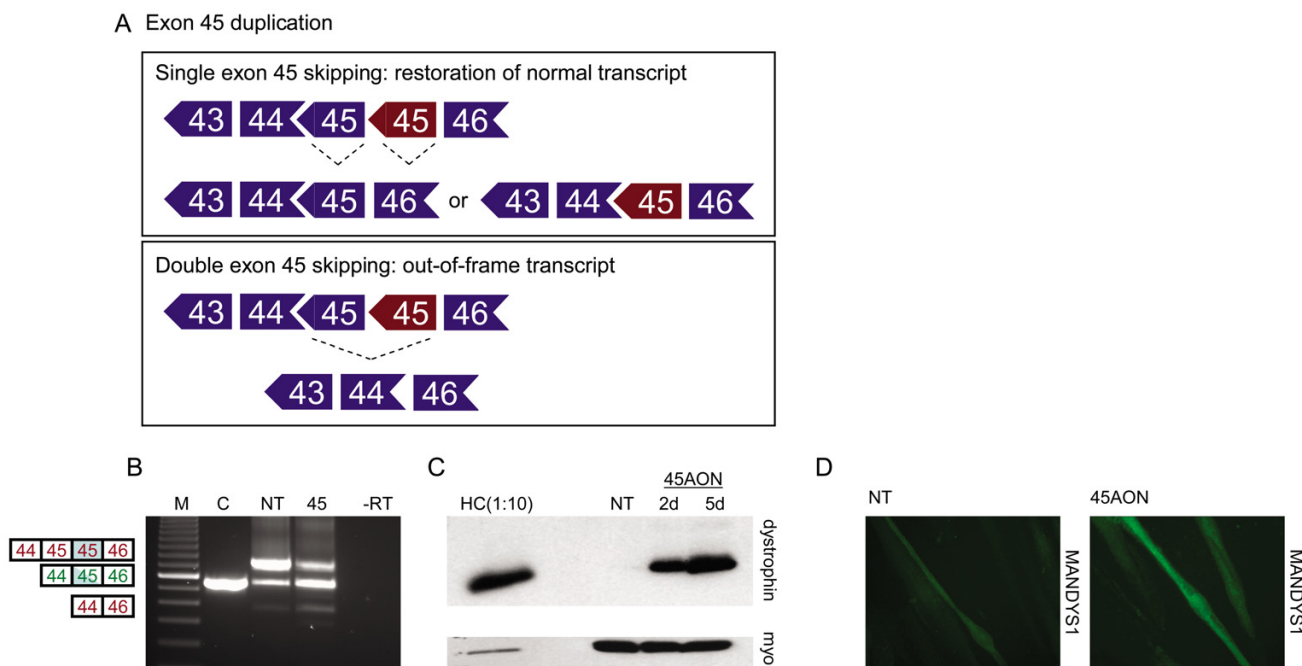 A Exon 45 duplication
Single exon 45 skipping: restoration of normal transcript
43 44 45 45 46
43 44 45 46 or 43 44 45 46
Double exon 45 skipping: out-of-frame transcript
43 44 45 45 46
43 44 46
B
M C NT 45 -RT
44 45 45 46
44 45 46
44 46
C
45AON
HC(1:10) NT 2d 5d
dystrophin
myo
D
NT
MANDYS1
45AON
MANDYS1